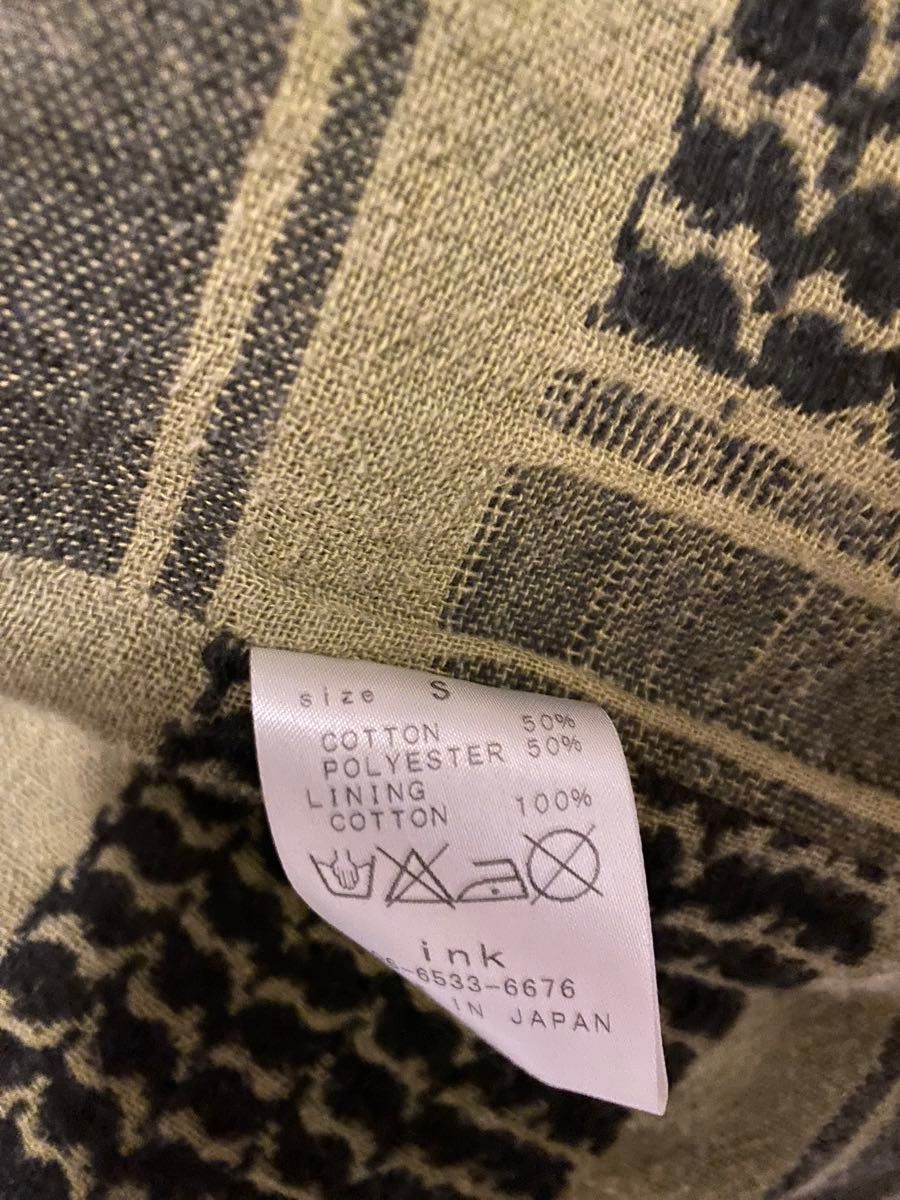 size S
COTTON 50%
POLYESTER 50%
LINING
COTTON 100%
ink
-6533-6676
IN JAPAN